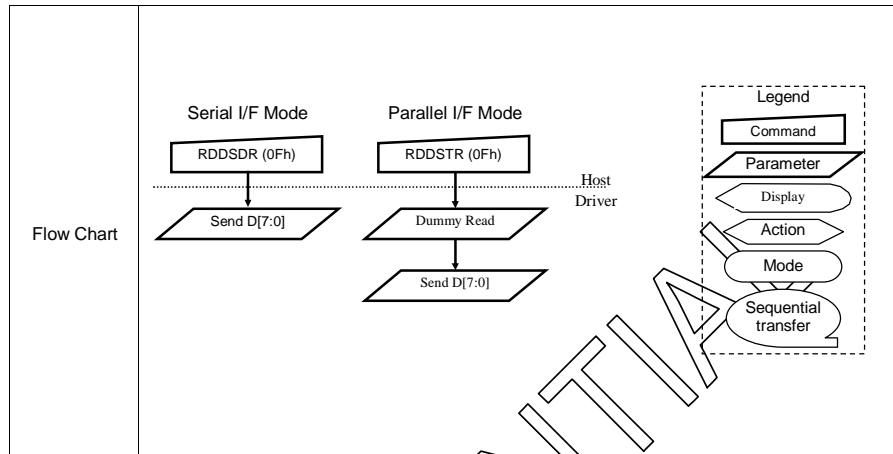 Flow Chart
Serial I/F Mode
RDDSDR (0Fh)
Send D[7:0]
Parallel I/F Mode
RDDSTR (0Fh)
Host
Driver
Dummy Read
Send D[7:0]
Legend
Command
Parameter
Display
Action
Mode
Sequential
transfer